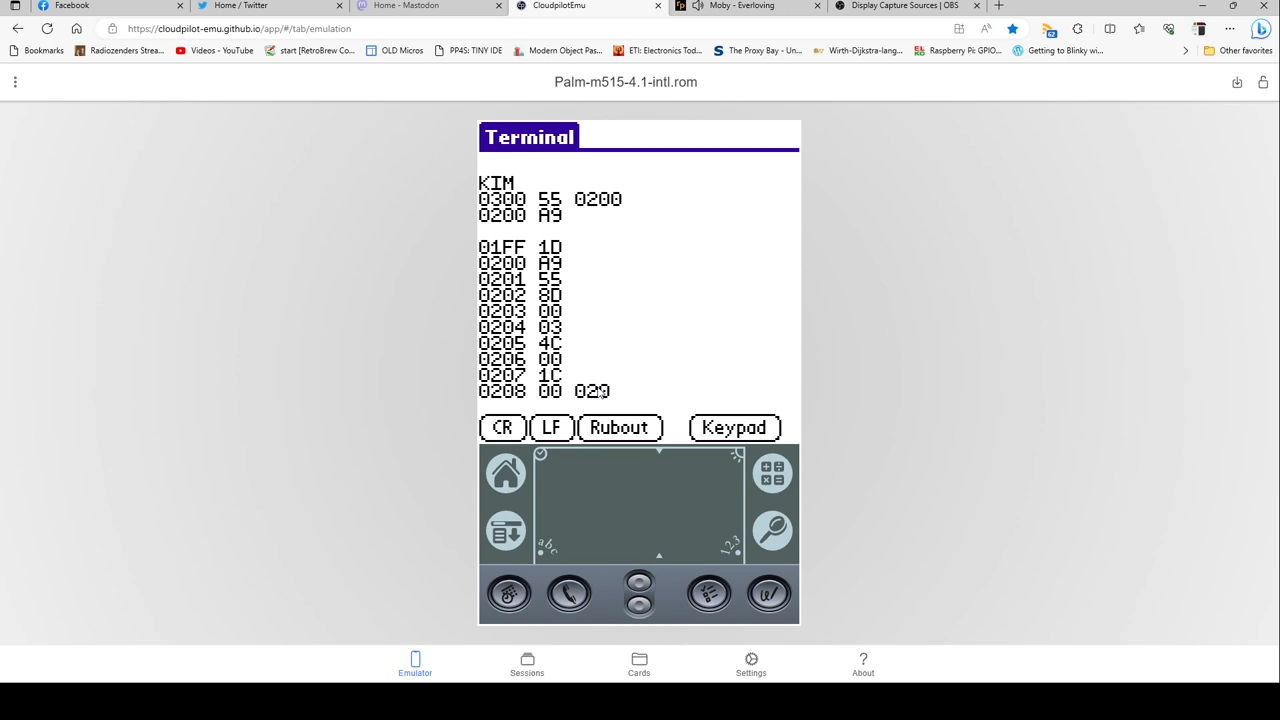 Facebook
Home / Twitter
Home - Mastodon
CloudpilotEmu
Moby - Everloving
Display Capture Sources | OBS
https://cloudpilot-emu.github.io/app/#/tab/emulation
62
Bookmarks
Radiozenders Strea...
Videos - YouTube
start [RetroBrew Co...
OLD Micros
PP4S: TINY IDE
Modern Object Pas...
ETI: Electronics Tod...
The Proxy Bay - Un...
Wirth-Dijkstra-lang...
Raspberry Pi: GPIO...
Getting to Blinky wi...
Other favorites
Palm-m515-4.1-intl.rom
Terminal
KIM
0300 55 0200
0200 A9
01FF 1D
0200 A9
0201 55
0202 8D
0203 00
0204 03
0205 4C
0206 00
0207 1C
0208 00 020
CR LF Rubout Keypad
abc 123
Emulator
Sessions
Cards
Settings
About